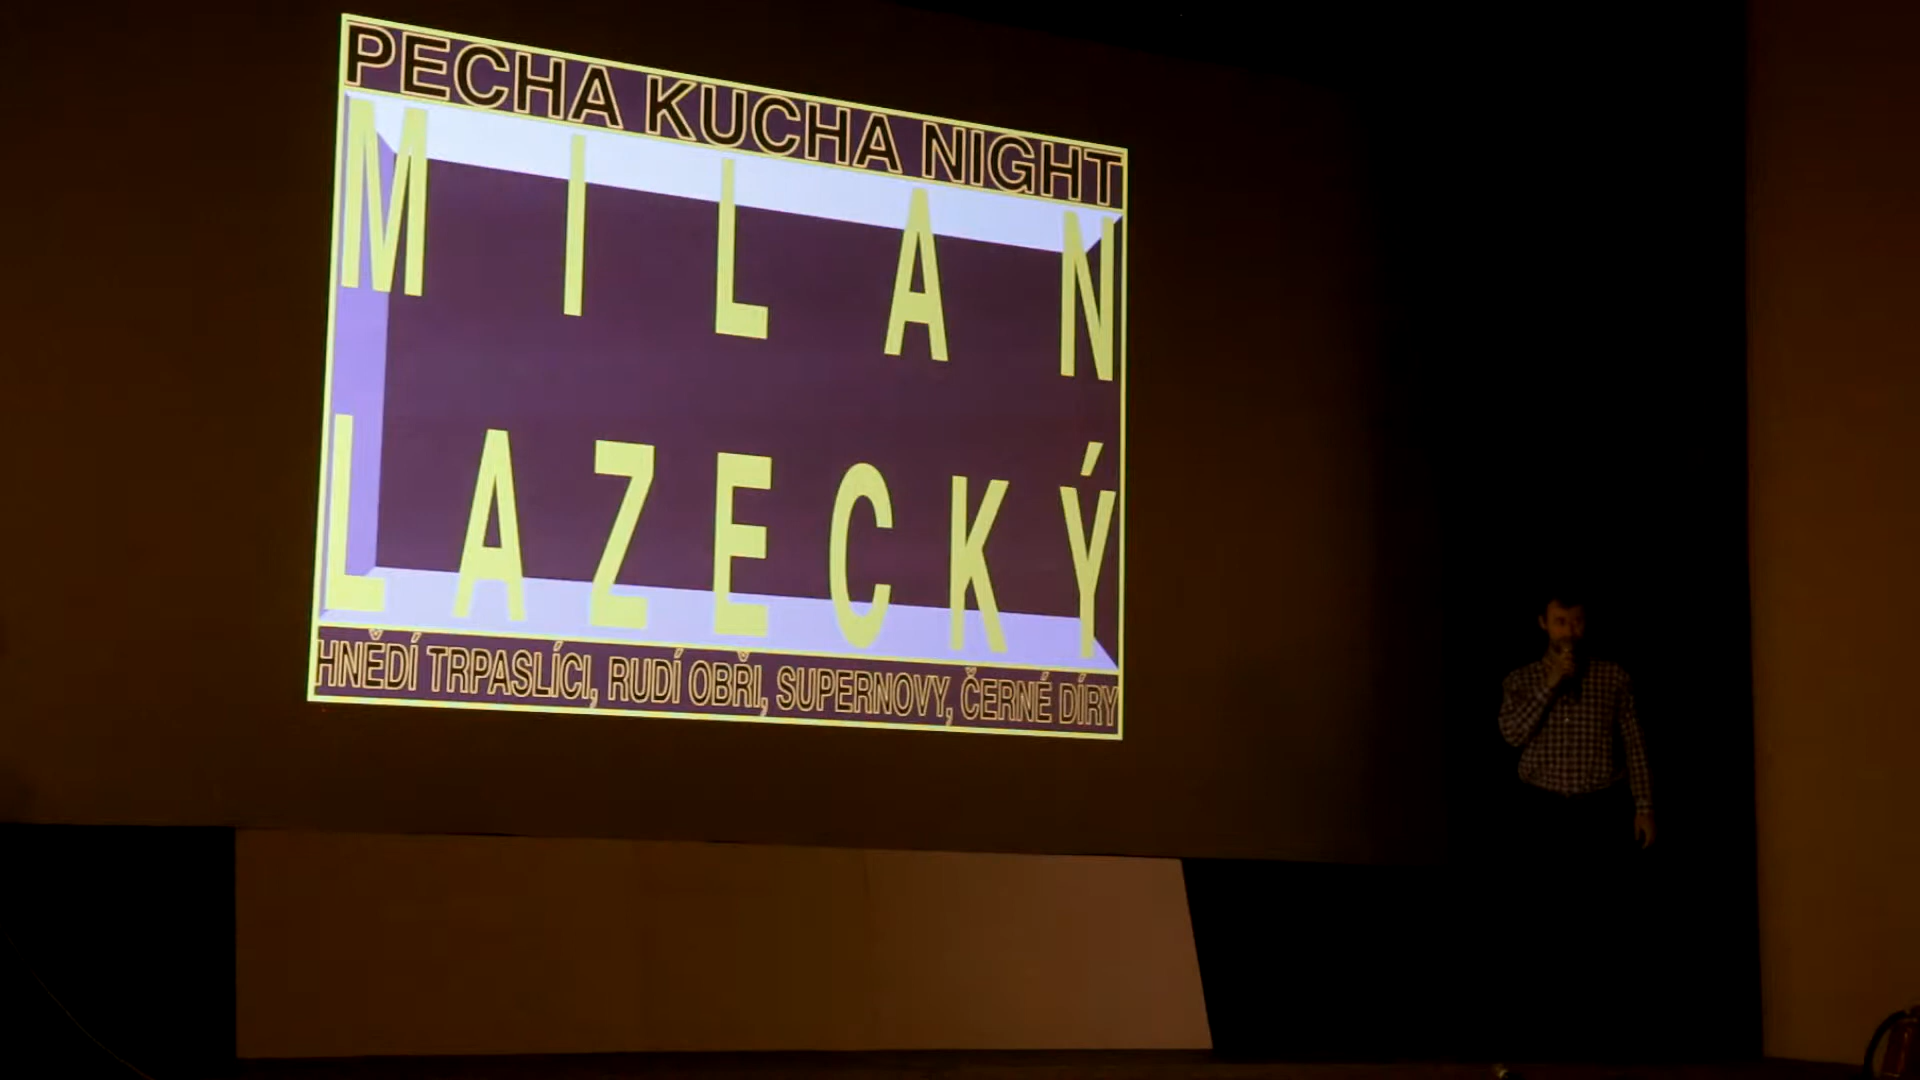 PECHA KUCHA NIGHT
MILAN
LAZECKÝ
HNĚDÍ TRPASLÍCI, RUDÍ OBŘI, SUPERNOVY, ČERNÉ DÍRY